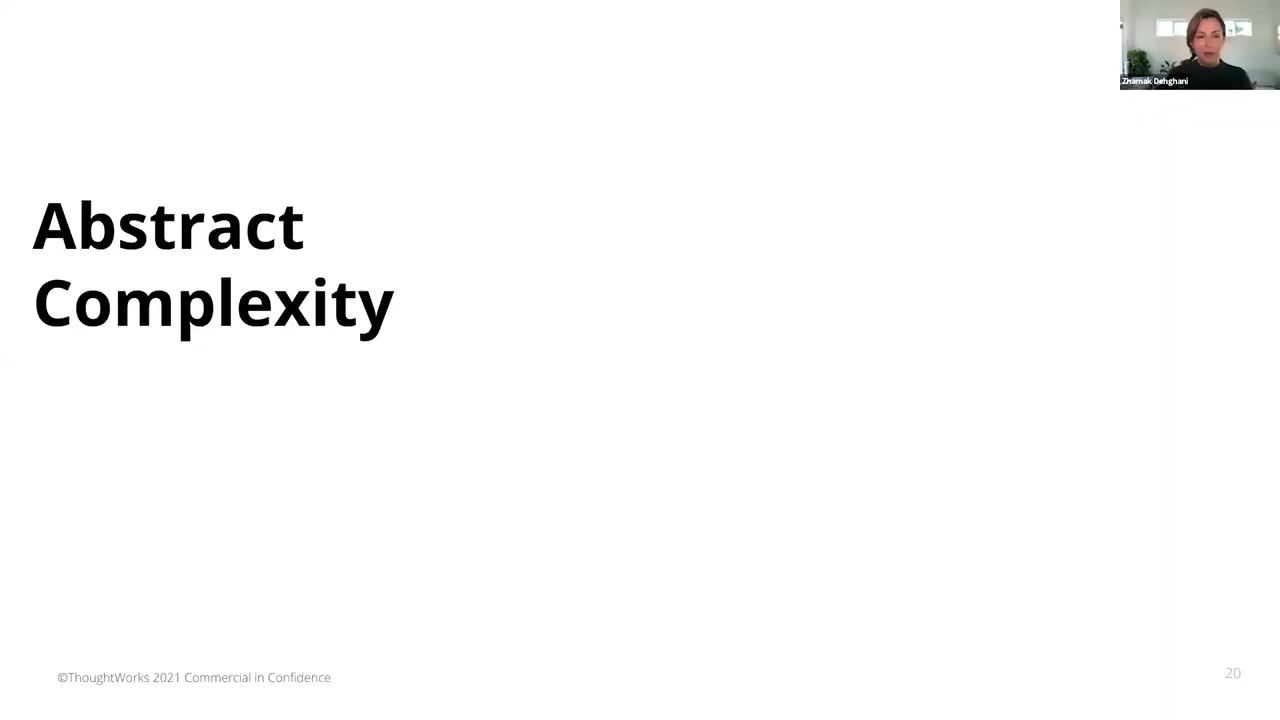 Zhamak Dehghani
Abstract
Complexity
©ThoughtWorks 2021 Commercial in Confidence
20